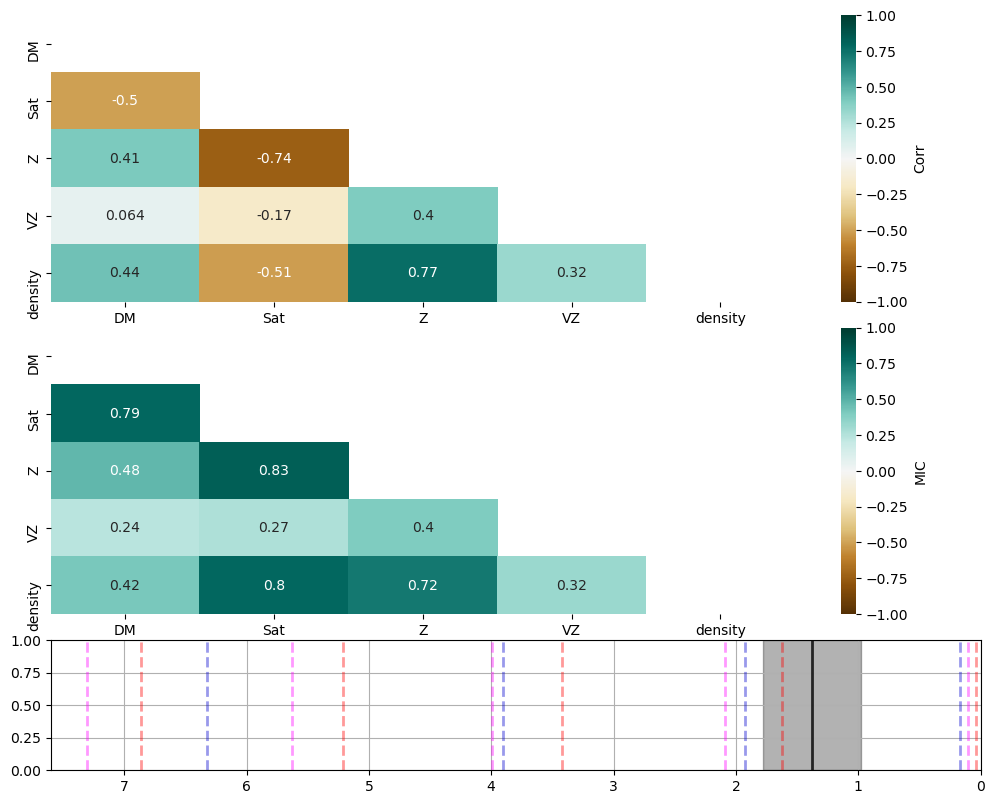 1.00
DM
0.75
Sat
-0.5
0.50
0.25
Z
0.41
-0.74
0.00
Corr
−0.25
VZ
0.064
-0.17
0.4
−0.50
density
0.44
-0.51
0.77
0.32
−0.75
−1.00
DM
Sat
Z
VZ
density
1.00
DM
0.75
Sat
0.79
0.50
0.25
Z
0.48
0.83
0.00
MIC
−0.25
VZ
0.24
0.27
0.4
−0.50
density
0.42
0.8
0.72
0.32
−0.75
−1.00
DM
Sat
Z
VZ
density
1.00
0.75
0.50
0.25
0.00
7
6
5
4
3
2
1
0